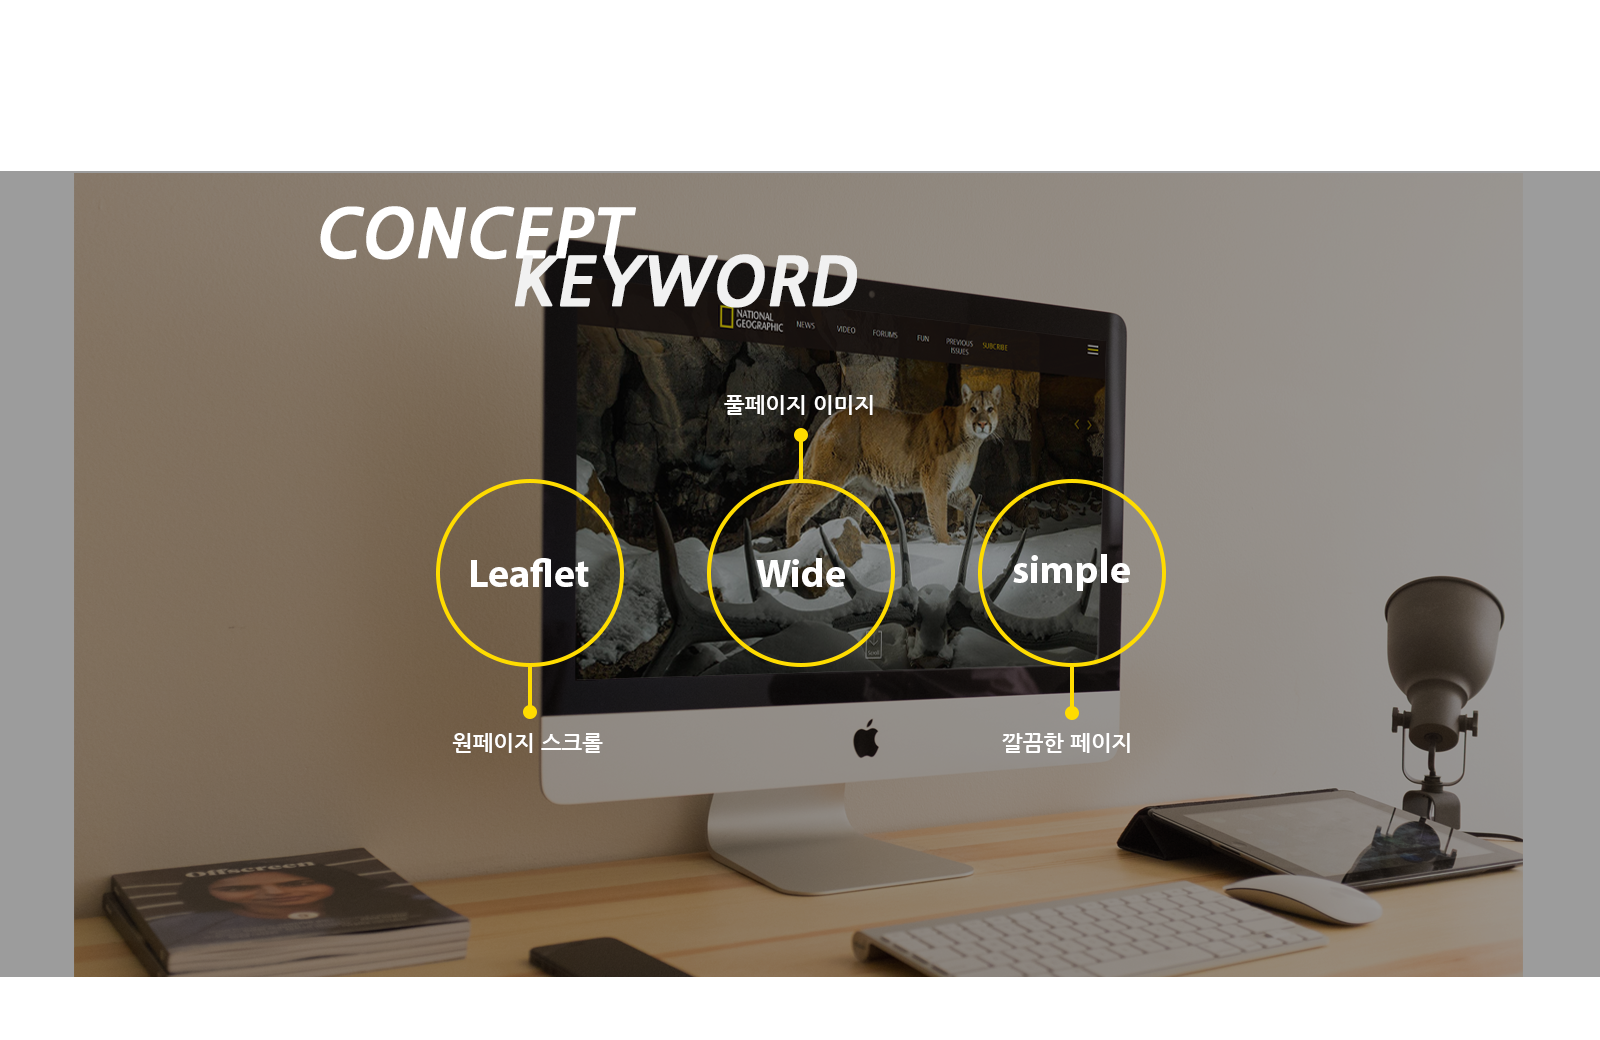 CONCEPT
KEYWORD
NATIONAL
GEOGRAPHIC
NEWS
VIDEO
FORUMS
FUN
PREVIOUS
ISSUES
SUBCRIBE
풀페이지 이미지
Leaflet
Wide
simple
Scroll
원페이지 스크롤
깔끔한 페이지
Offscreen